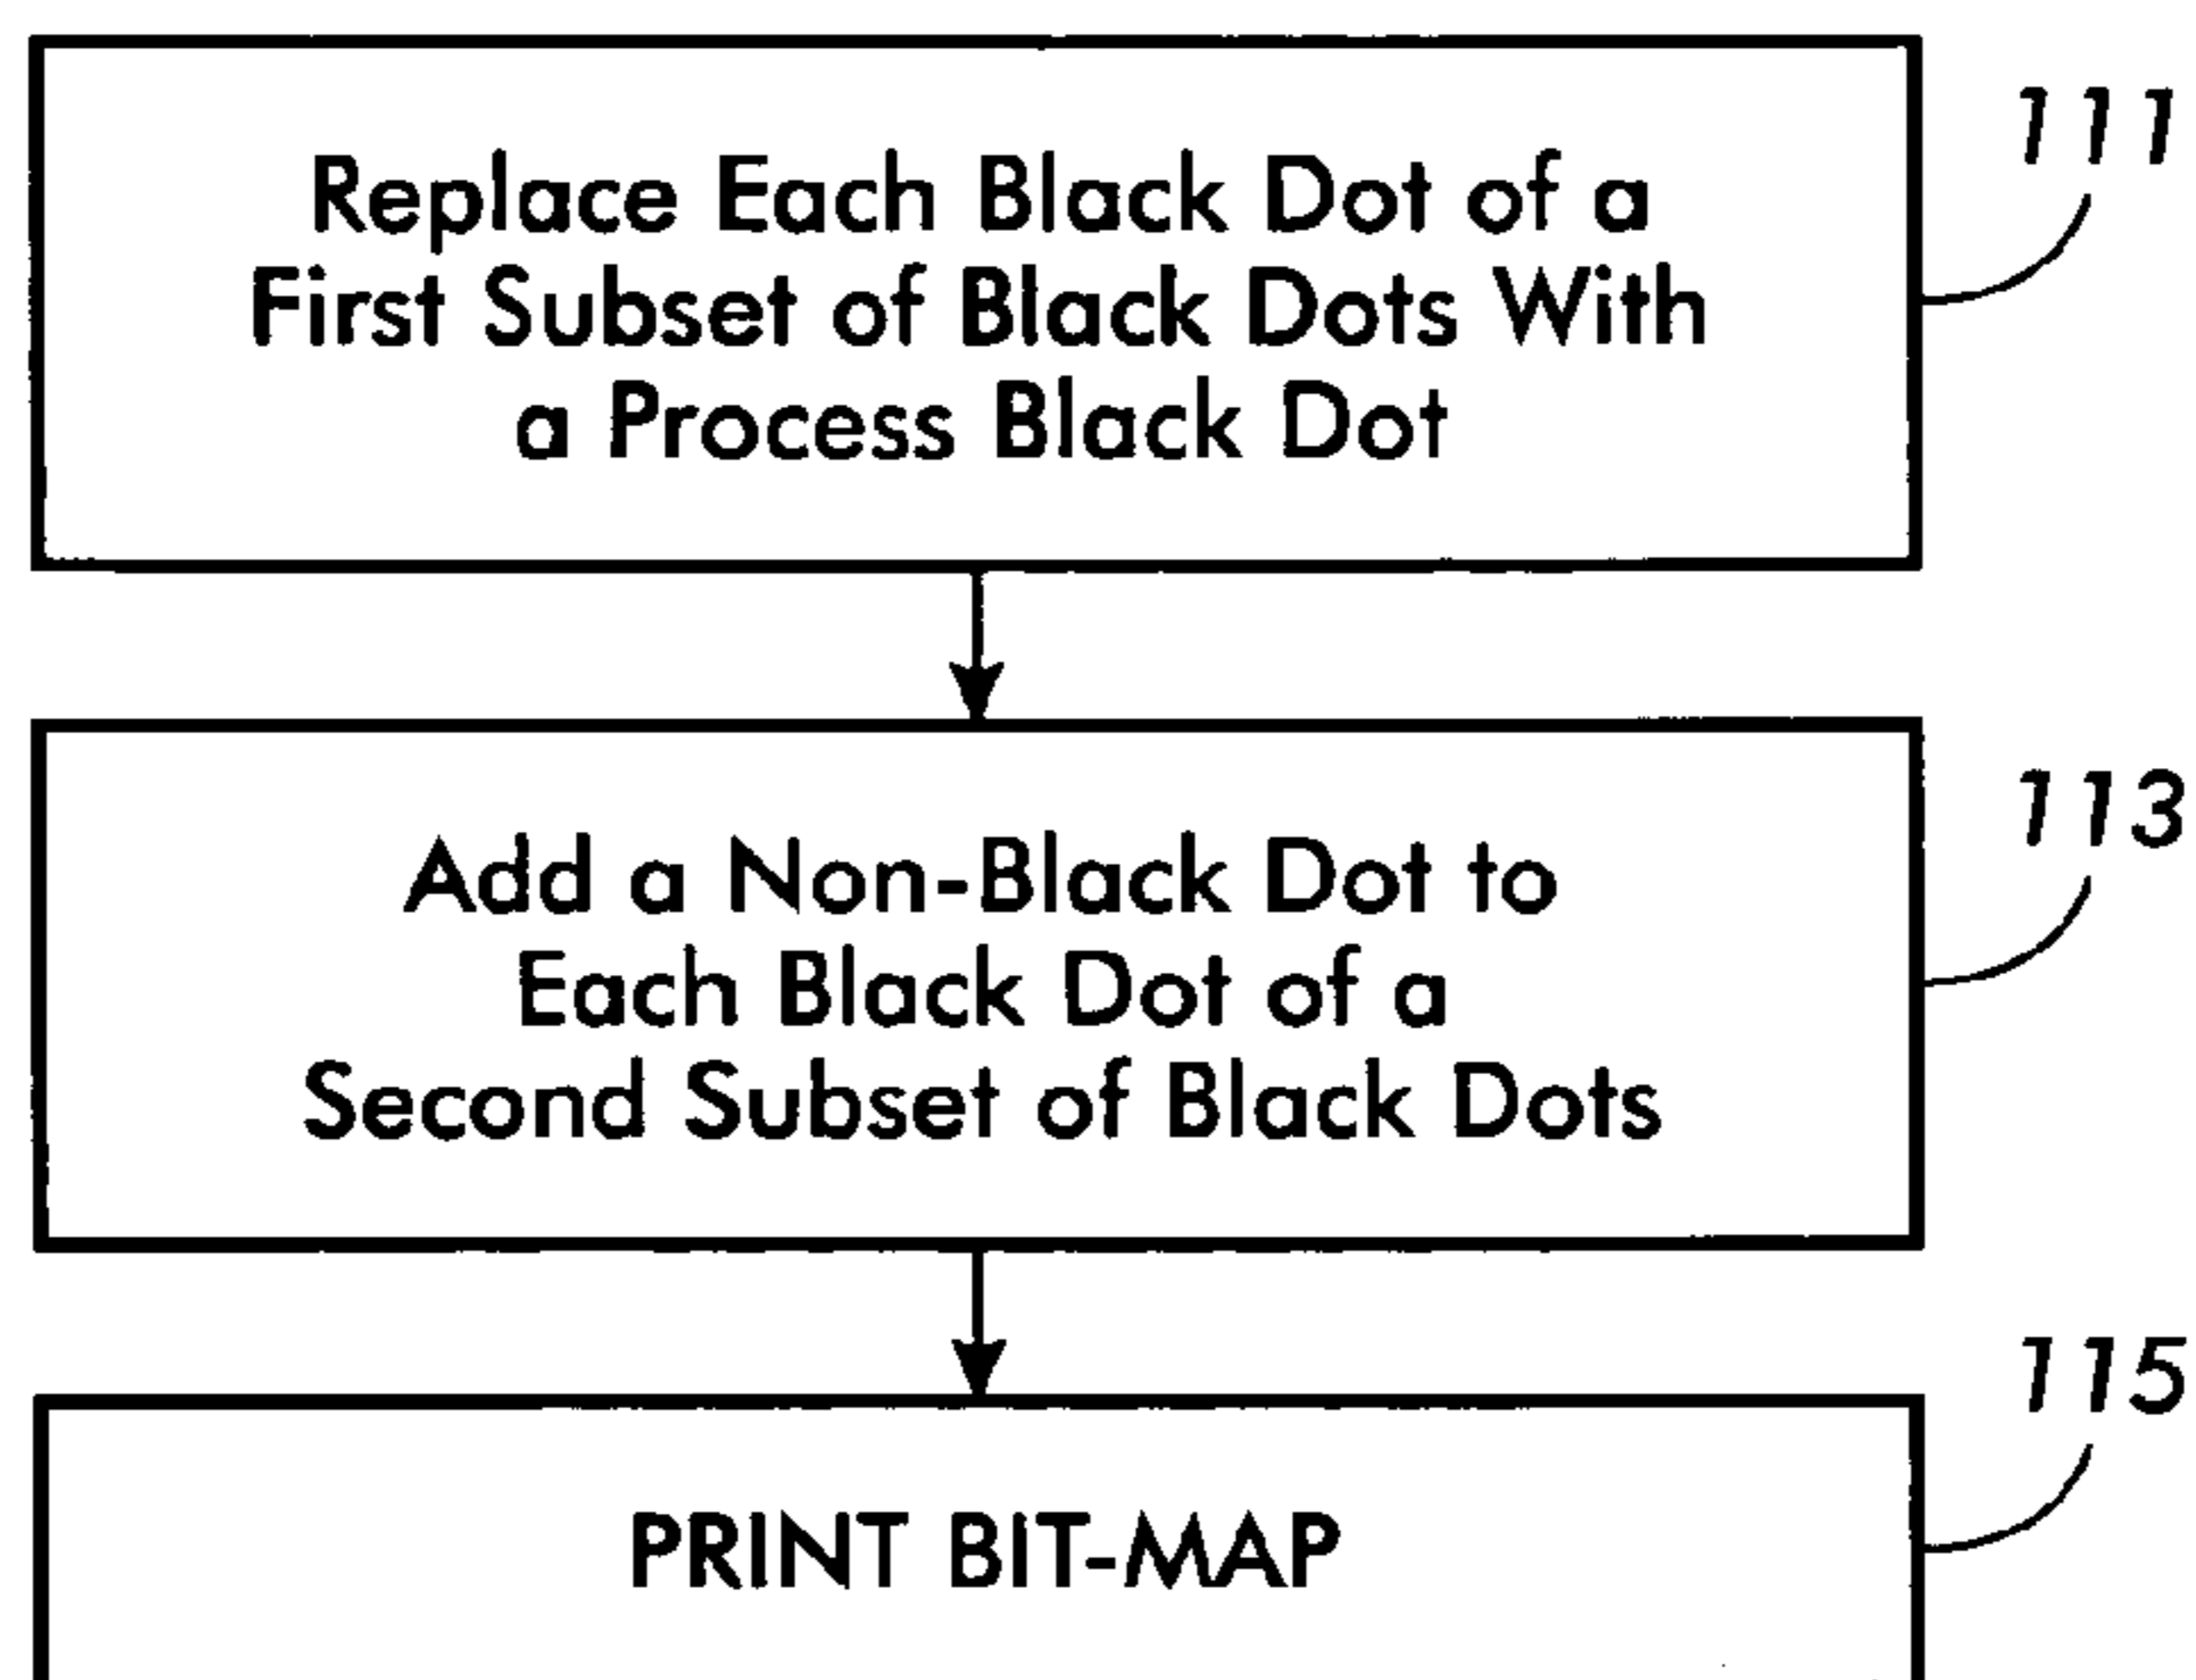 111
Replace Each Black Dot of a
First Subset of Black Dots With
a Process Black Dot
113
Add a Non-Black Dot to
Each Black Dot of a
Second Subset of Black Dots
115
PRINT BIT-MAP